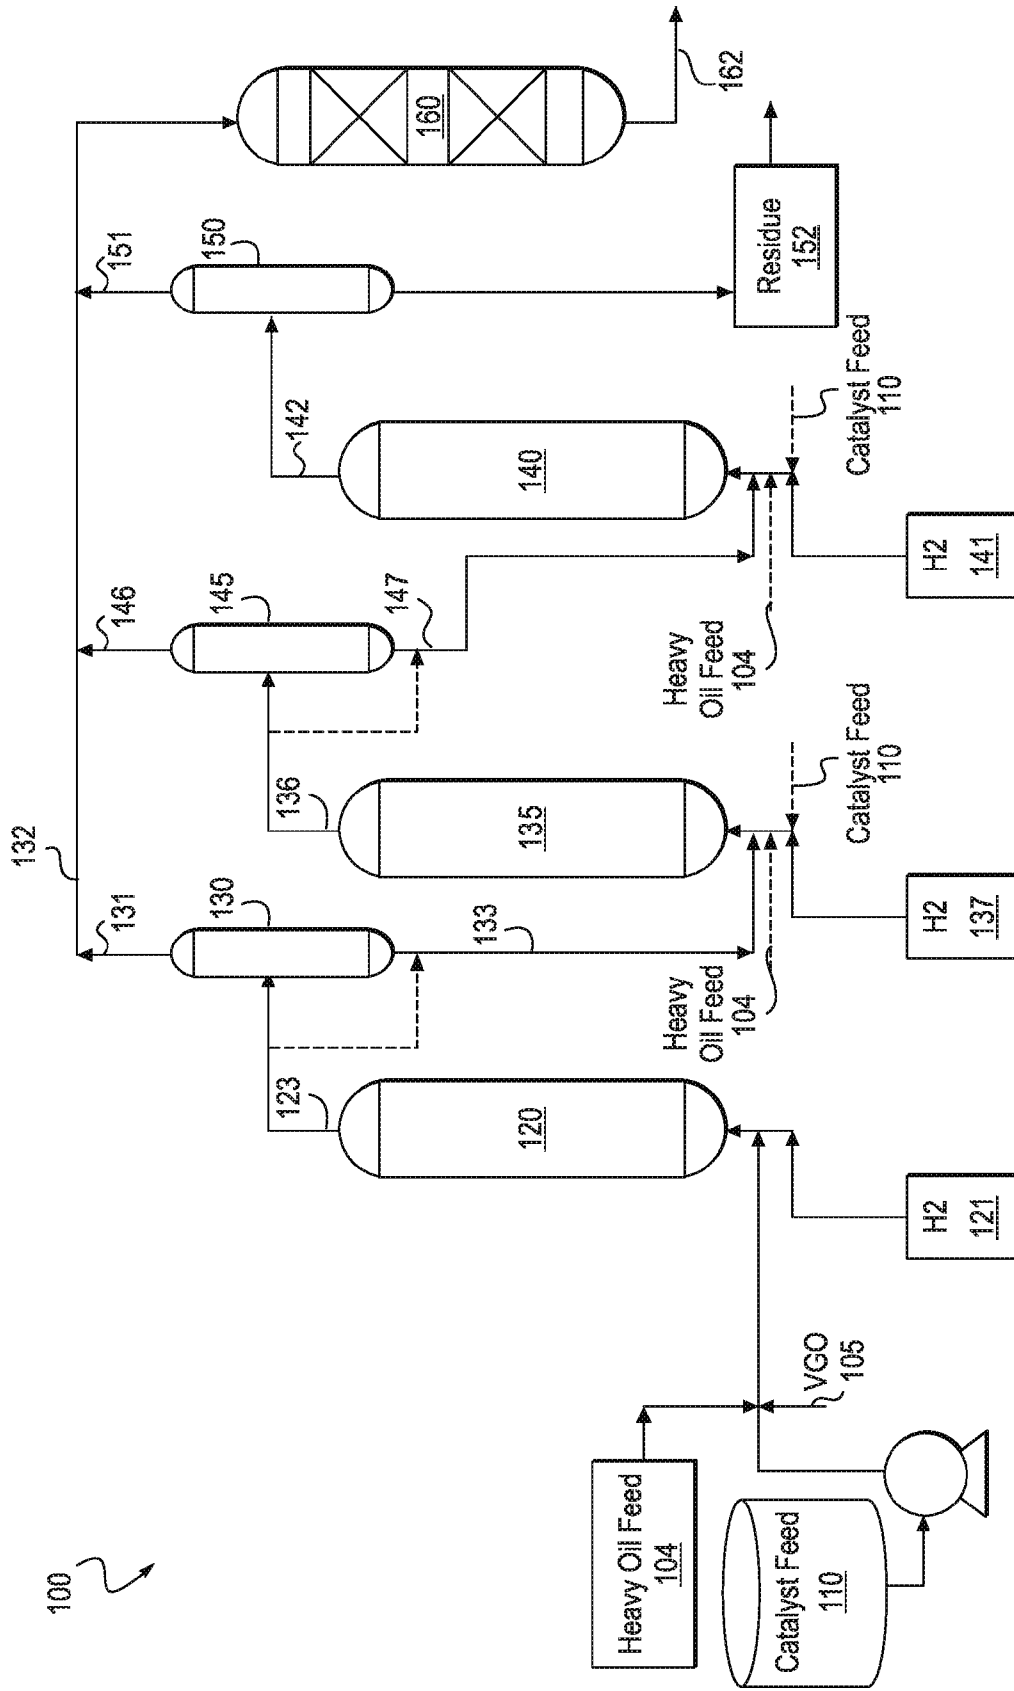 100
132
131
146
151
123
130
136
145
142
150
133
147
120
135
140
160
162
Heavy Oil Feed
104
Catalyst Feed
110
VGO
105
H2
121
Heavy
Oil Feed
104
Catalyst Feed
110
H2
137
Heavy
Oil Feed
104
Catalyst Feed
110
H2
141
Residue
152